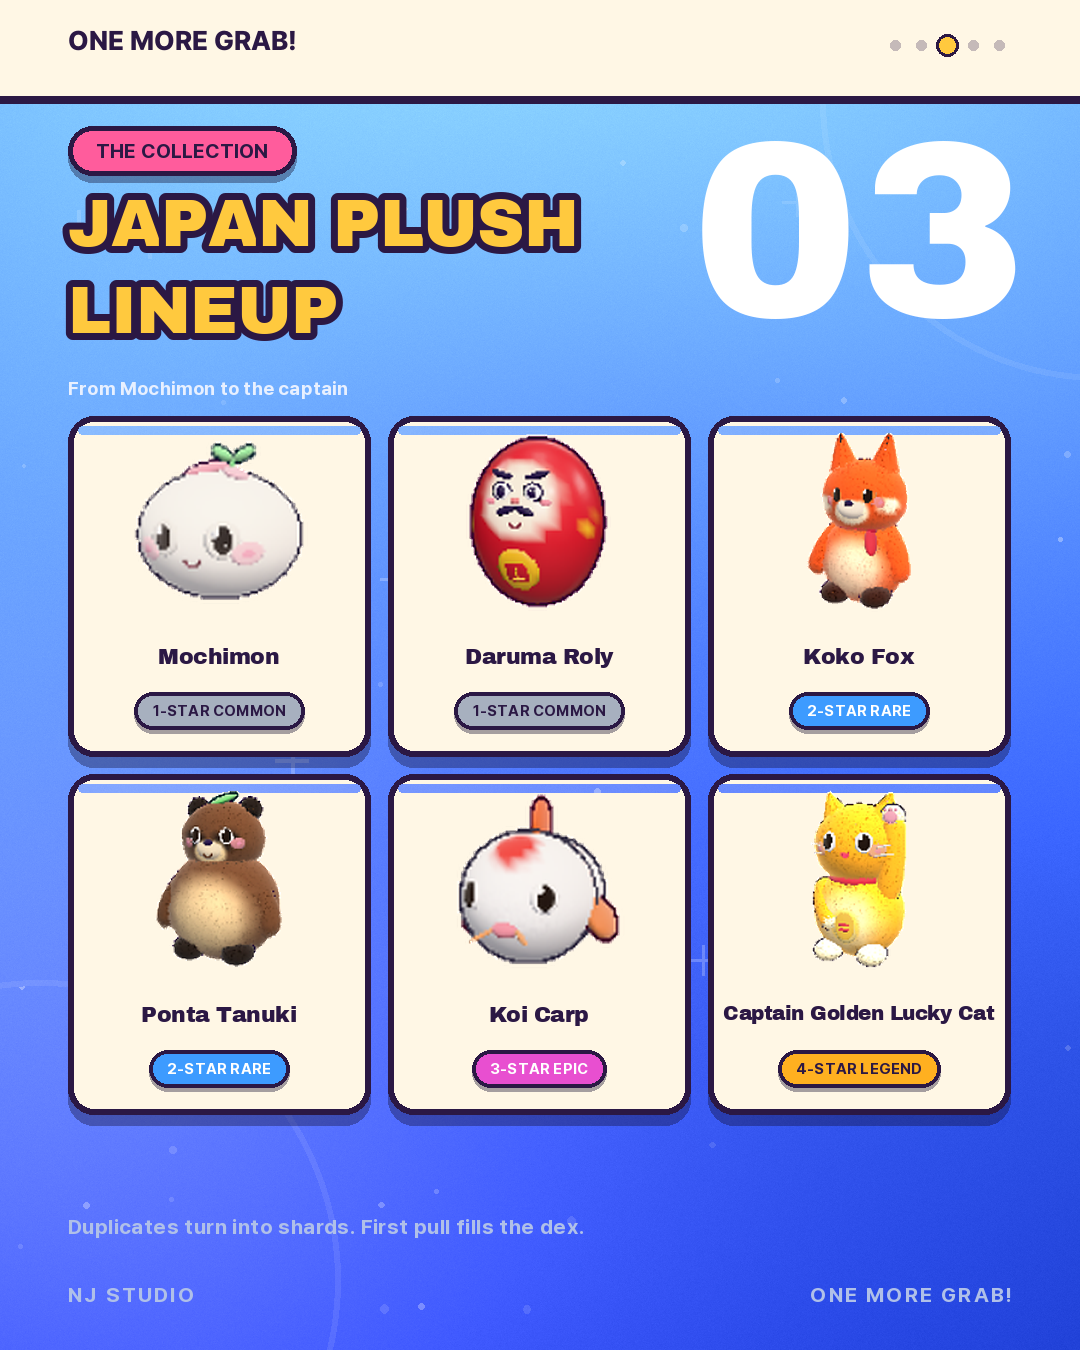 ONE MORE GRAB!
THE COLLECTION
03
JAPAN PLUSH
LINEUP
From Mochimon to the captain
Mochimon
1-STAR COMMON
Daruma Roly
1-STAR COMMON
Koko Fox
2-STAR RARE
Ponta Tanuki
2-STAR RARE
Koi Carp
3-STAR EPIC
Captain Golden Lucky Cat
4-STAR LEGEND
Duplicates turn into shards. First pull fills the dex.
NJ STUDIO
ONE MORE GRAB!